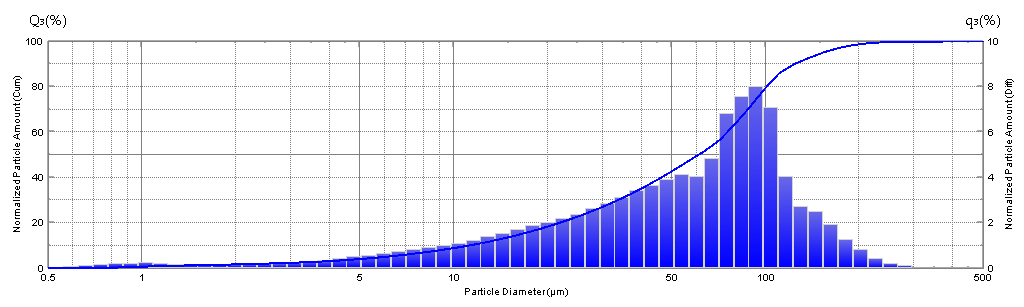 Q3(%) q3(%)
100 10
80 8
60 6
40 4
20 2
0 0
Normalized Particle Amount (Cum)
Normalized Particle Amount (Diff)
0.5 1 5 10 50 100 500
Particle Diameter (μm)